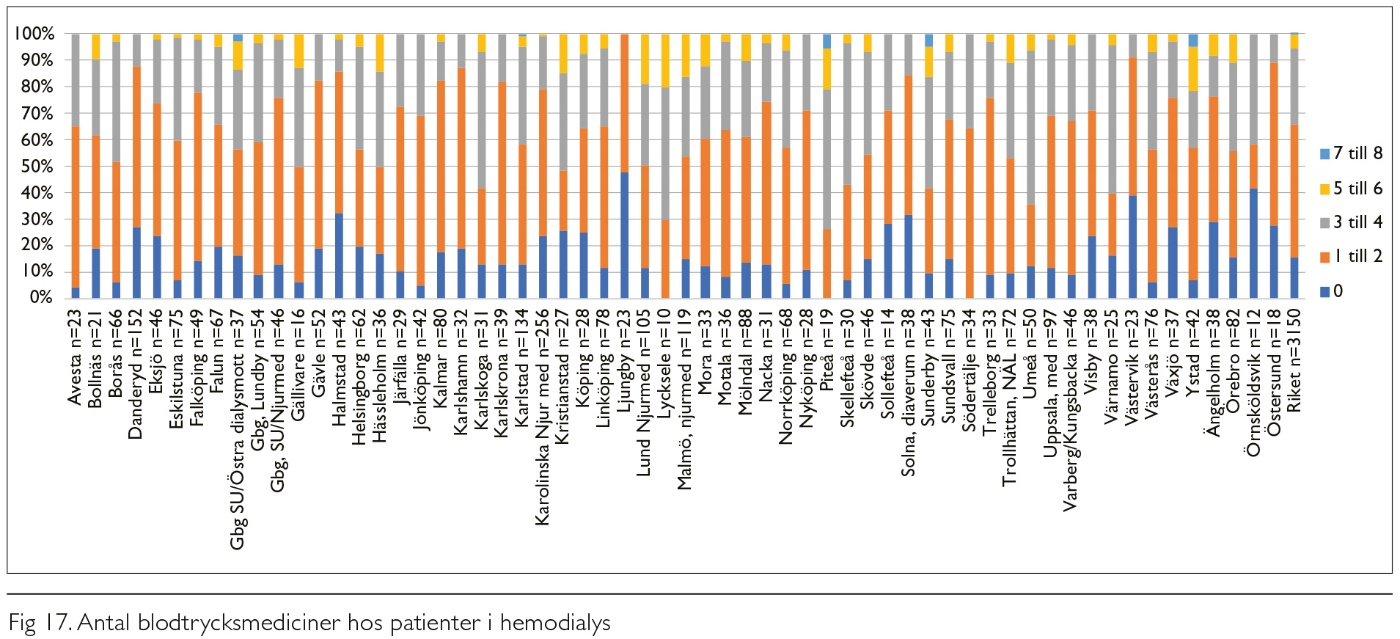 100%
90%
80%
70%
60%
50%
40%
30%
20%
10%
0%
7 till 8
5 till 6
3 till 4
1 till 2
0
Avesta n=23
Bollnäs n=21
Borås n=66
Danderyd n=152
Eksjö n=46
Eskilstuna n=75
Falköping n=49
Falun n=67
Gbg SU/Östra dialysmott n=37
Gbg, Lundby n=54
Gbg, SU/Njurmed n=46
Gällivare n=16
Gävle n=52
Halmstad n=43
Helsingborg n=62
Hässleholm n=36
Järfälla n=29
Jönköping n=42
Kalmar n=80
Karlshamn n=32
Karlskoga n=31
Karlskrona n=39
Karlstad n=134
Karolinska Njur med n=256
Kristianstad n=27
Köping n=28
Linköping n=78
Ljungby n=23
Lund Njurmed n=105
Lycksele n=10
Malmö, njurmed n=119
Mora n=33
Motala n=36
Mölndal n=88
Nacka n=31
Norrköping n=68
Nyköping n=28
Piteå n=19
Skellefteå n=30
Skövde n=46
Sollefteå n=14
Solna, diaverum n=38
Sunderby n=43
Sundsvall n=75
Södertälje n=34
Trelleborg n=33
Trollhättan, NÄL n=72
Umeå n=50
Uppsala, med n=97
Varberg/Kungsbacka n=46
Visby n=38
Värnamo n=25
Västervik n=23
Västerås n=76
Växjö n=27
Ystad n=42
Ängelholm n=38
Örebro n=82
Örnskoldsvik n=12
Östersund n=18
Riket n=3150
Fig 17. Antal blodtrycksmediciner hos patienter i hemodialys